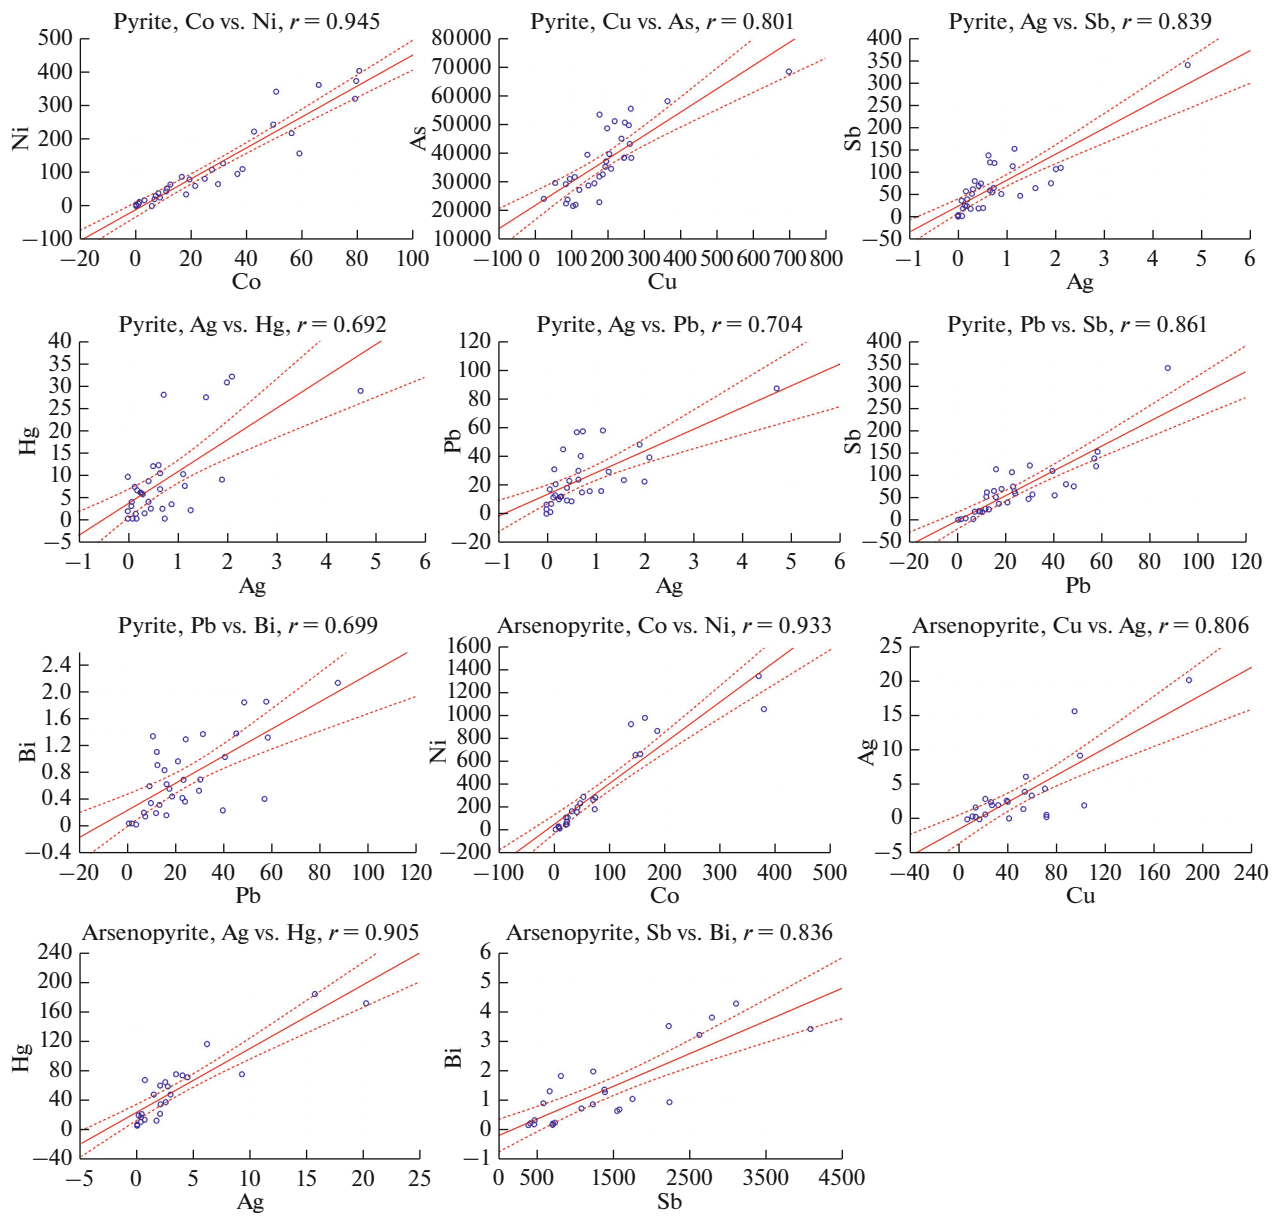 Pyrite, Co vs. Ni, r = 0.945
Ni
500
400
300
200
100
0
−100
−20 0 20 40 60 80 100
Co
Pyrite, Cu vs. As, r = 0.801
As
80000
70000
60000
50000
40000
30000
20000
10000
−100 0 100 200 300 400 500 600 700 800
Cu
Pyrite, Ag vs. Sb, r = 0.839
Sb
400
350
300
250
200
150
100
50
0
−50
−1 0 1 2 3 4 5 6
Ag
Pyrite, Ag vs. Hg, r = 0.692
Hg
40
35
30
25
20
15
10
5
0
−5
−1 0 1 2 3 4 5 6
Ag
Pyrite, Ag vs. Pb, r = 0.704
Pb
120
100
80
60
40
20
0
−20
−1 0 1 2 3 4 5 6
Ag
Pyrite, Pb vs. Sb, r = 0.861
Sb
400
350
300
250
200
150
100
50
0
−50
−20 0 20 40 60 80 100 120
Pb
Pyrite, Pb vs. Bi, r = 0.699
Bi
2.4
2.0
1.6
1.2
0.8
0.4
0
−0.4
−20 0 20 40 60 80 100 120
Pb
Arsenopyrite, Co vs. Ni, r = 0.933
Ni
1600
1400
1200
1000
800
600
400
200
0
−200
−100 0 100 200 300 400 500
Co
Arsenopyrite, Cu vs. Ag, r = 0.806
Ag
25
20
15
10
5
0
−5
−40 0 40 80 120 160 200 240
Cu
Arsenopyrite, Ag vs. Hg, r = 0.905
Hg
240
200
160
120
80
40
0
−40
−5 0 5 10 15 20 25
Ag
Arsenopyrite, Sb vs. Bi, r = 0.836
Bi
6
5
4
3
2
1
0
−1
0 500 1500 2500 3500 4500
Sb